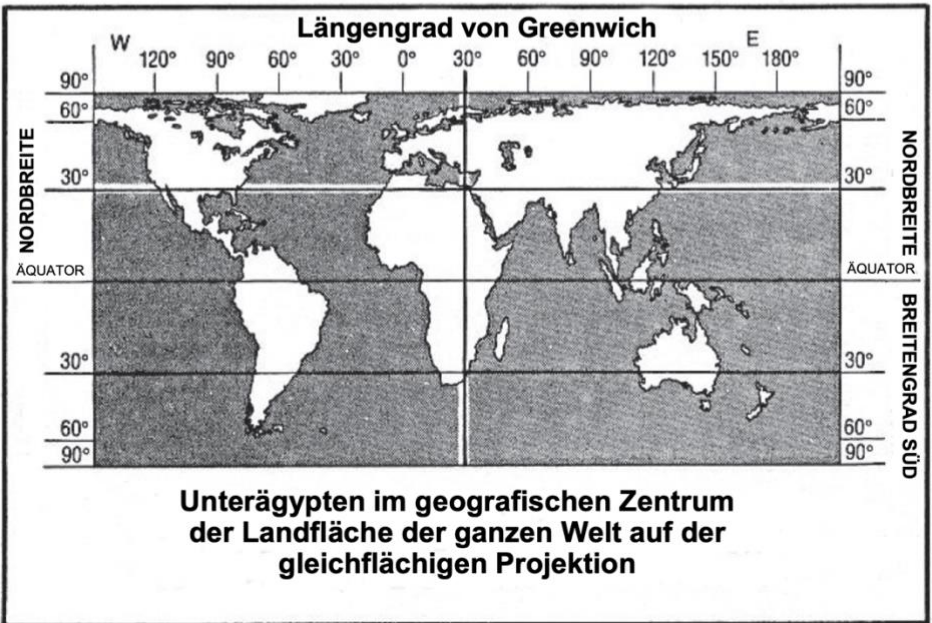 Längengrad von Greenwich
W E
120° 90° 60° 30° 0° 30° 60° 90° 120° 150° 180°
90° 90°
60° 60°
NORDBREITE
NORDBREITE
30° 30°
ÄQUATOR ÄQUATOR
BREITENGRAD SÜD
30° 30°
60° 60°
90° 90°
Unterägypten im geografischen Zentrum
der Landfläche der ganzen Welt auf der
gleichflächigen Projektion